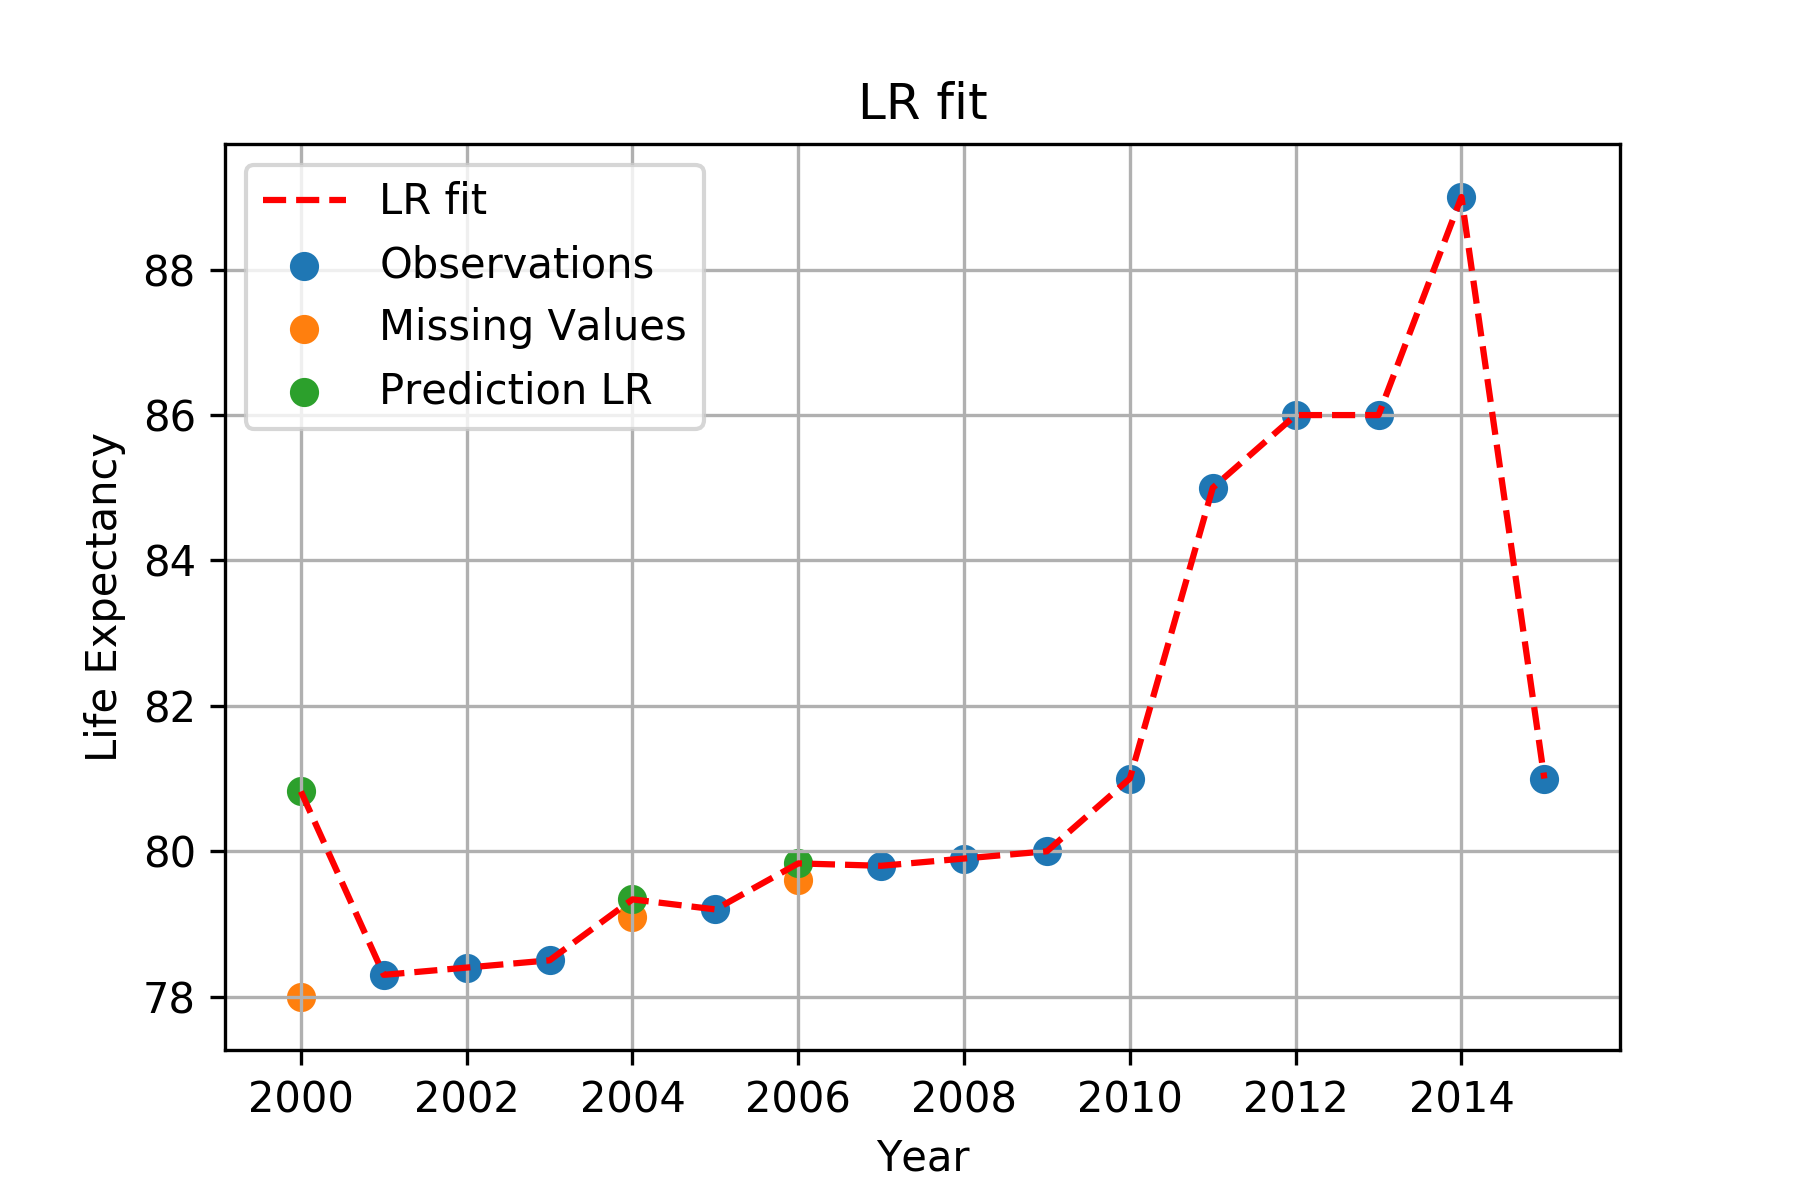 LR fit
LR fit
Observations
Missing Values
Prediction LR
88
86
84
82
80
78
Life Expectancy
2000 2002 2004 2006 2008 2010 2012 2014
Year